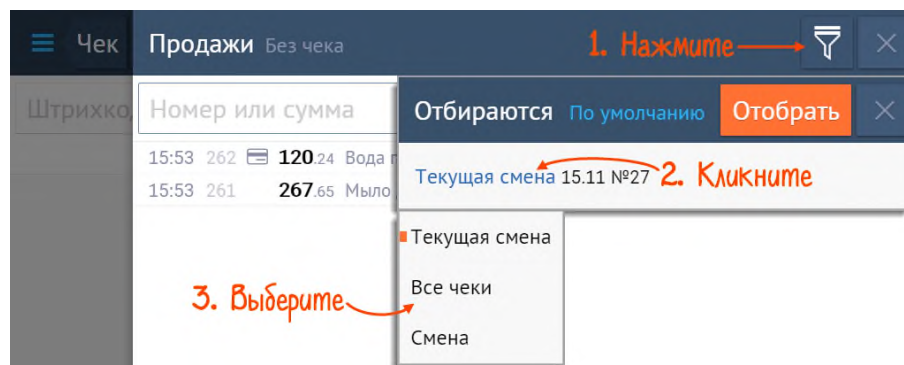 Чек
Продажи Без чека
1. Нажмите
Штрихко
Номер или сумма
Отбираются По умолчанию Отобрать
15:53 262 120.24 Вода
15:53 261 267.65 Мыло
Текущая смена 15.11 №27 2. Кликните
Текущая смена
3. Выберите
Все чеки
Смена